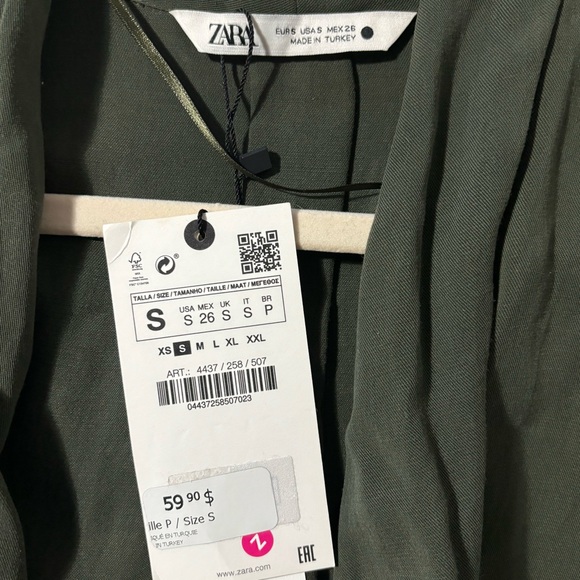 ZARA
EUR S USA S MEX 26
MADE IN TURKEY
FSC
TALLA / SIZE / TAMANHO / TAILLE / MAAT / ΜΕΓΕΘΟΣ
S
USA MEX UK IT BR
S 26 S S P
XS S M L XL XXL
ART.: 4437 / 258 / 507
04437258507023
59 90 $
ille P / Size S
QUÉ EN TURQUIE
IN TURKEY
Z
www.zara.com
EAC